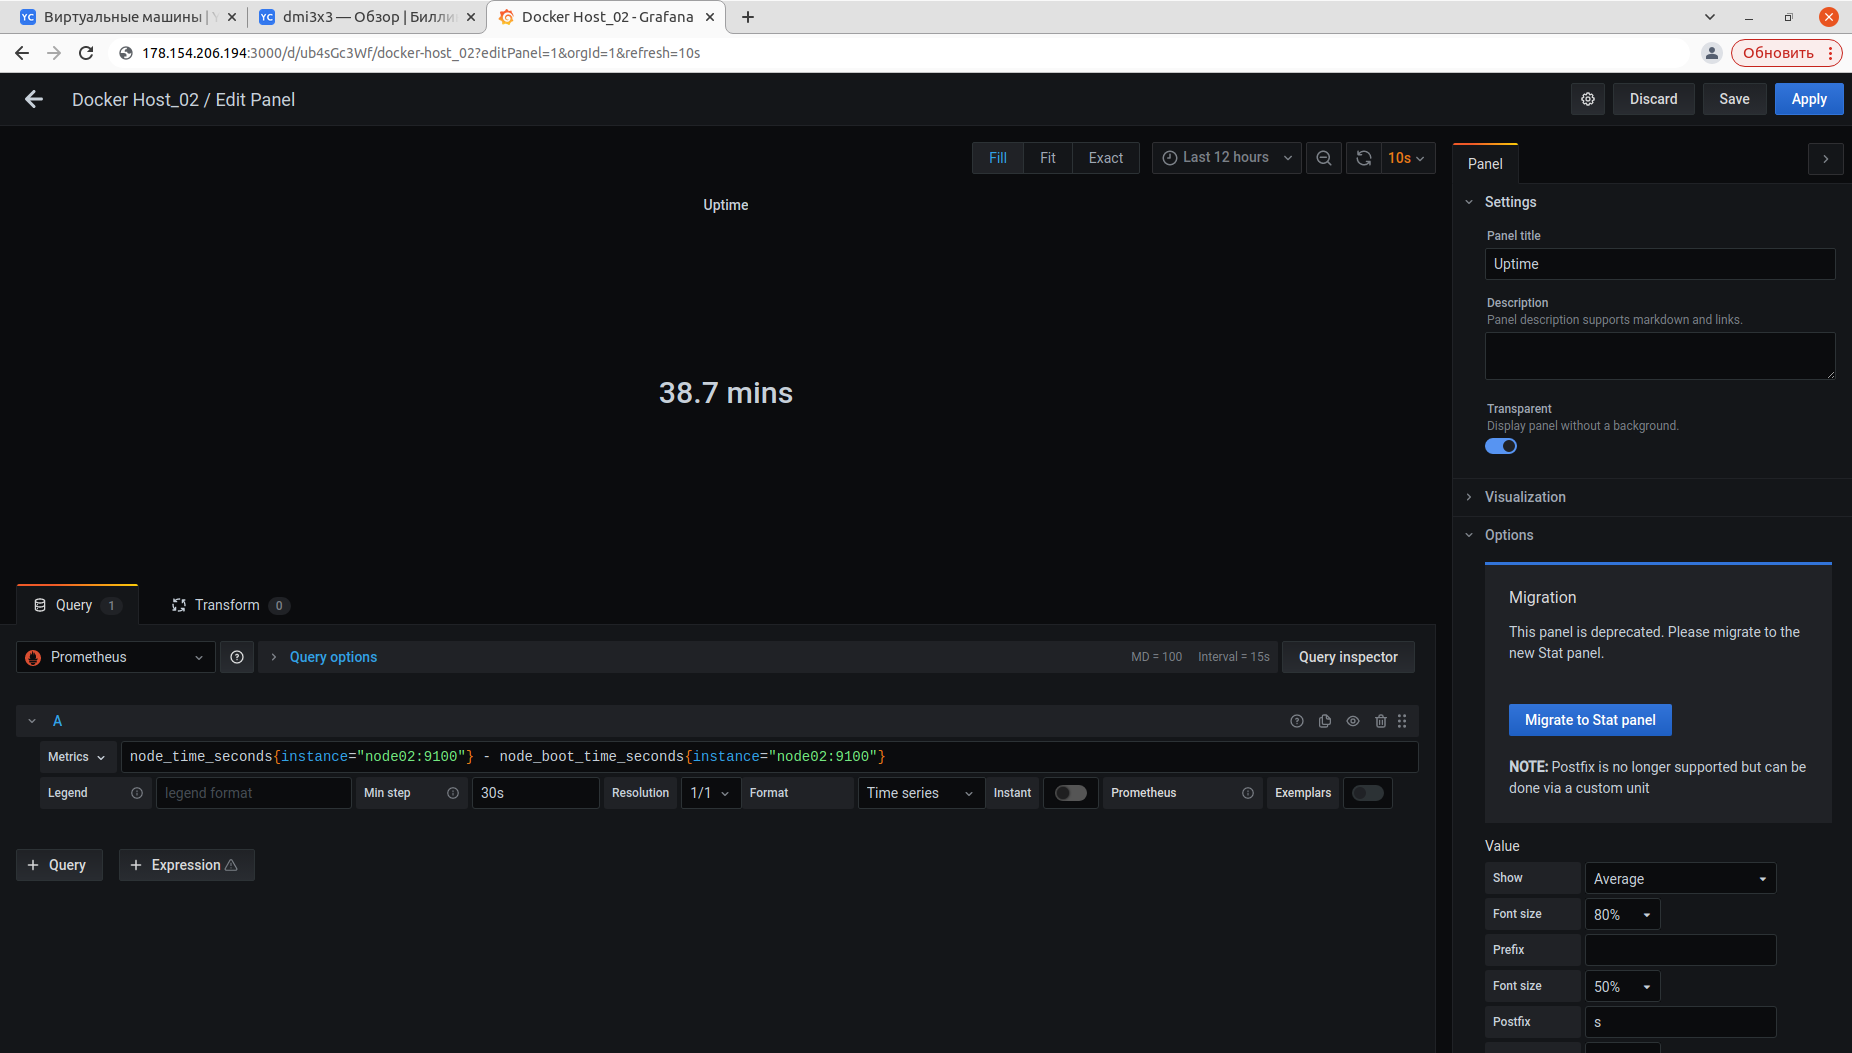 YC Виртуальные машины | Y
YC dmi3x3 — Обзор | Билли
Docker Host_02 - Grafana
178.154.206.194:3000/d/ub4sGc3Wf/docker-host_02?editPanel=1&orgId=1&refresh=10s
Обновить
Docker Host_02 / Edit Panel
Discard
Save
Apply
Fill
Fit
Exact
Last 12 hours
10s
Uptime
38.7 mins
Query 1
Transform 0
Prometheus
Query options
MD = 100
Interval = 15s
Query inspector
A
Metrics
node_time_seconds{instance="node02:9100"} - node_boot_time_seconds{instance="node02:9100"}
Legend
legend format
Min step
30s
Resolution
1/1
Format
Time series
Instant
Prometheus
Exemplars
+ Query
+ Expression
Panel
Settings
Panel title
Uptime
Description
Panel description supports markdown and links.
Transparent
Display panel without a background.
Visualization
Options
Migration
This panel is deprecated. Please migrate to the
new Stat panel.
Migrate to Stat panel
NOTE: Postfix is no longer supported but can be
done via a custom unit
Value
Show
Average
Font size
80%
Prefix
Font size
50%
Postfix
s